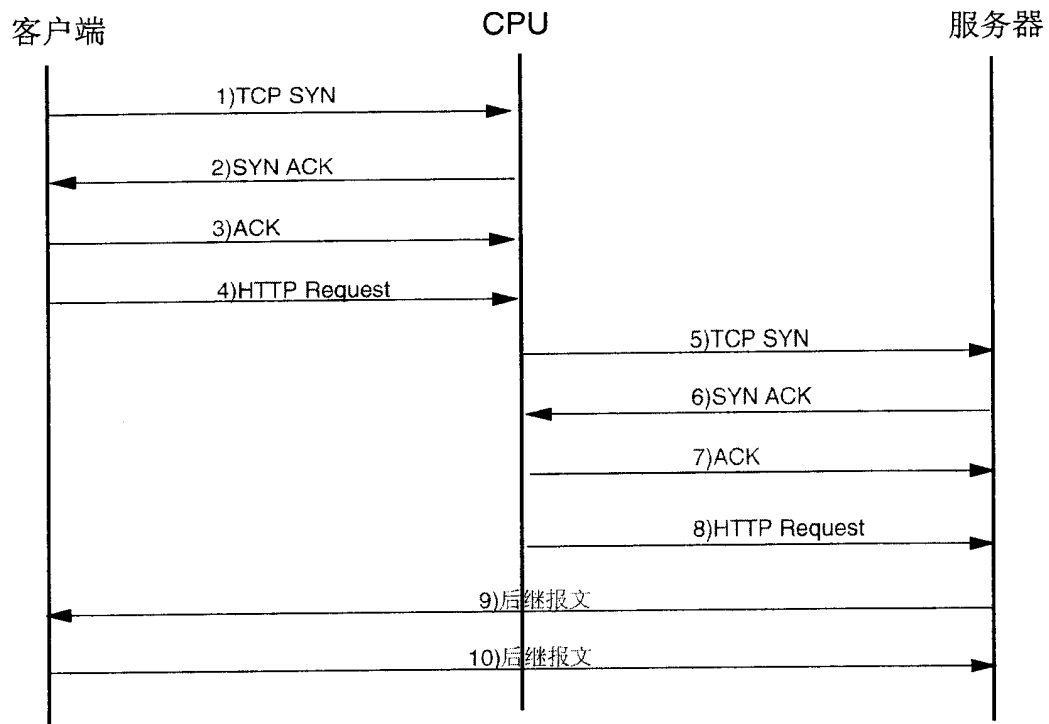 客户端
CPU
服务器
1)TCP SYN
2)SYN ACK
3)ACK
4)HTTP Request
5)TCP SYN
6)SYN ACK
7)ACK
8)HTTP Request
9)后继报文
10)后继报文